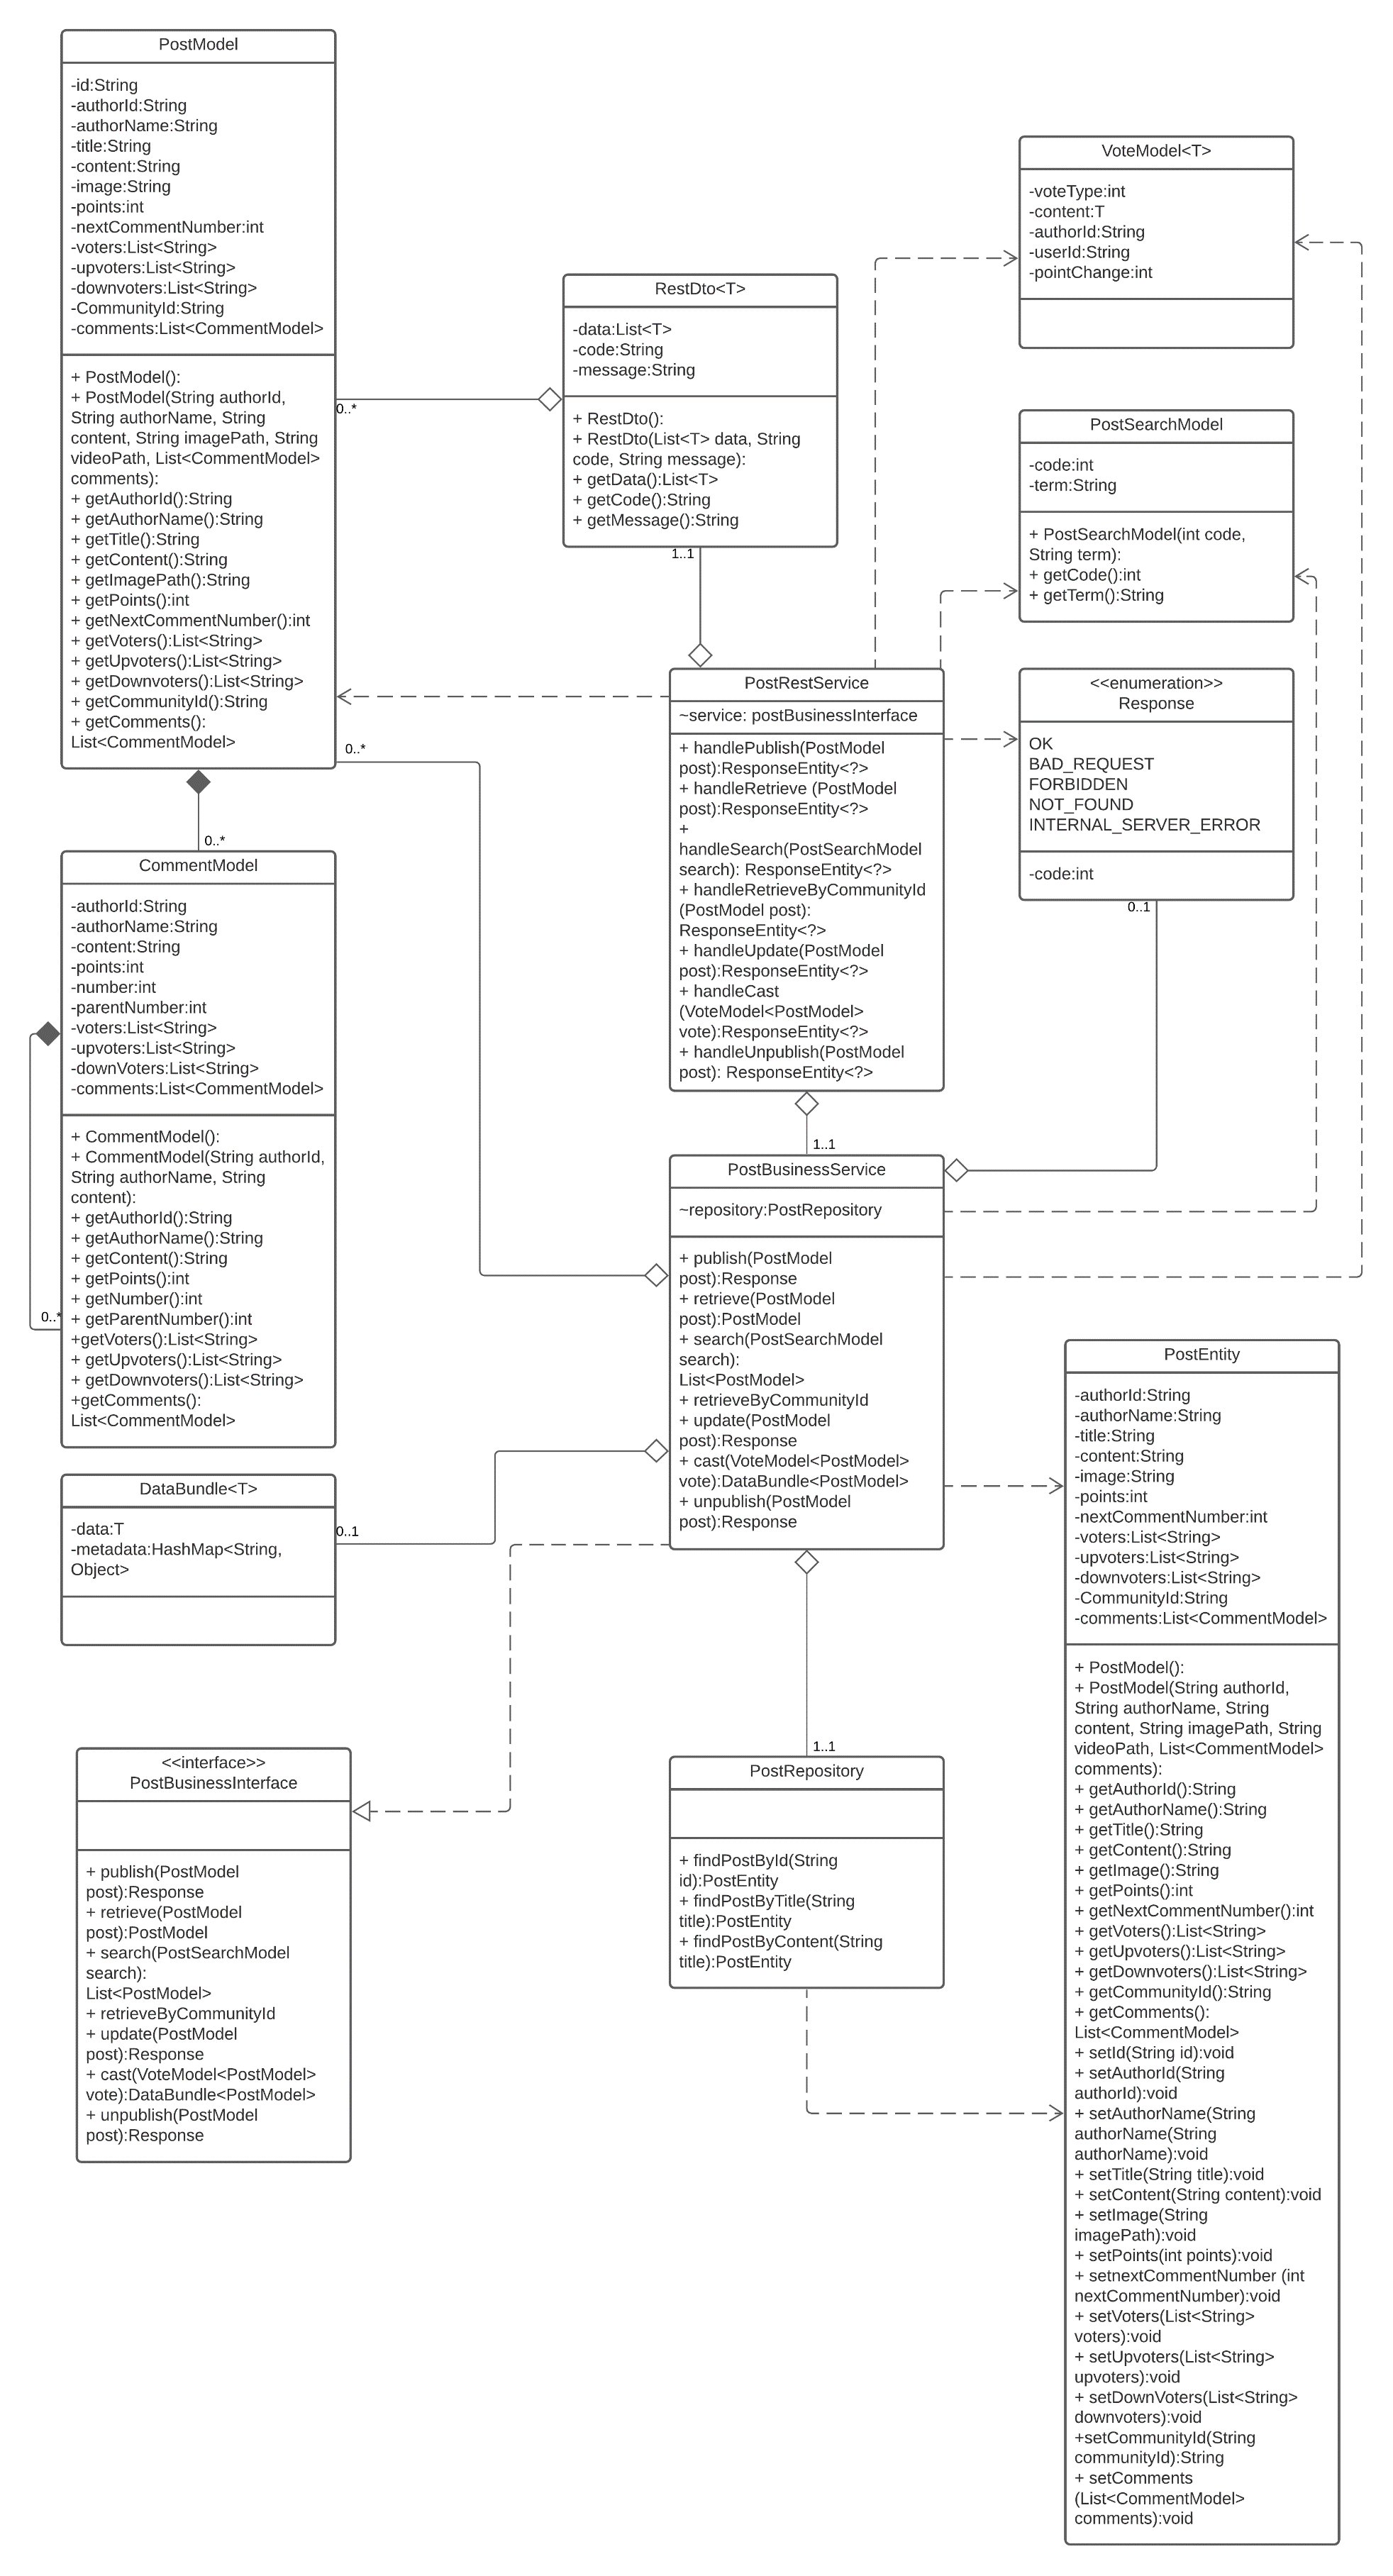 PostModel
-id:String
-authorId:String
-authorName:String
-title:String
-content:String
-image:String
-points:int
-nextCommentNumber:int
-voters:List<String>
-upvoters:List<String>
-downvoters:List<String>
-CommunityId:String
-comments:List<CommentModel>
+ PostModel():
+ PostModel(String authorId,
String authorName, String
content, String imagePath, String
videoPath, List<CommentModel>
comments):
+ getAuthorId():String
+ getAuthorName():String
+ getTitle():String
+ getContent():String
+ getImagePath():String
+ getPoints():int
+ getNextCommentNumber():int
+ getVoters():List<String>
+ getUpvoters():List<String>
+ getDownvoters():List<String>
+ getCommunityId():String
+ getComments():
List<CommentModel>
0..*
0..*
0..*
CommentModel
-authorId:String
-authorName:String
-content:String
-points:int
-number:int
-parentNumber:int
-voters:List<String>
-upvoters:List<String>
-downVoters:List<String>
-comments:List<CommentModel>
+ CommentModel():
+ CommentModel(String authorId,
String authorName, String
content):
+ getAuthorId():String
+ getAuthorName():String
+ getContent():String
+ getPoints():int
+ getNumber():int
+ getParentNumber():int
+getVoters():List<String>
+ getUpvoters():List<String>
+ getDownvoters():List<String>
+getComments():
List<CommentModel>
0..*
DataBundle<T>
-data:T
-metadata:HashMap<String,
Object>
0..1
<<interface>>
PostBusinessInterface
+ publish(PostModel
post):Response
+ retrieve(PostModel
post):PostModel
+ search(PostSearchModel
search):
List<PostModel>
+ retrieveByCommunityId
+ update(PostModel
post):Response
+ cast(VoteModel<PostModel>
vote):DataBundle<PostModel>
+ unpublish(PostModel
post):Response
RestDto<T>
-data:List<T>
-code:String
-message:String
+ RestDto():
+ RestDto(List<T> data, String
code, String message):
+ getData():List<T>
+ getCode():String
+ getMessage():String
1..1
PostRestService
~service: postBusinessInterface
+ handlePublish(PostModel
post):ResponseEntity<?>
+ handleRetrieve (PostModel
post):ResponseEntity<?>
+
handleSearch(PostSearchModel
search): ResponseEntity<?>
+ handleRetrieveByCommunityId
(PostModel post):
ResponseEntity<?>
+ handleUpdate(PostModel
post):ResponseEntity<?>
+ handleCast
(VoteModel<PostModel>
vote):ResponseEntity<?>
+ handleUnpublish(PostModel
post): ResponseEntity<?>
1..1
PostBusinessService
~repository:PostRepository
+ publish(PostModel
post):Response
+ retrieve(PostModel
post):PostModel
+ search(PostSearchModel
search):
List<PostModel>
+ retrieveByCommunityId
+ update(PostModel
post):Response
+ cast(VoteModel<PostModel>
vote):DataBundle<PostModel>
+ unpublish(PostModel
post):Response
1..1
PostRepository
+ findPostById(String
id):PostEntity
+ findPostByTitle(String
title):PostEntity
+ findPostByContent(String
title):PostEntity
VoteModel<T>
-voteType:int
-content:T
-authorId:String
-userId:String
-pointChange:int
PostSearchModel
-code:int
-term:String
+ PostSearchModel(int code,
String term):
+ getCode():int
+ getTerm():String
<<enumeration>>
Response
OK
BAD_REQUEST
FORBIDDEN
NOT_FOUND
INTERNAL_SERVER_ERROR
-code:int
0..1
PostEntity
-authorId:String
-authorName:String
-title:String
-content:String
-image:String
-points:int
-nextCommentNumber:int
-voters:List<String>
-upvoters:List<String>
-downvoters:List<String>
-CommunityId:String
-comments:List<CommentModel>
+ PostModel():
+ PostModel(String authorId,
String authorName, String
content, String imagePath, String
videoPath, List<CommentModel>
comments):
+ getAuthorId():String
+ getAuthorName():String
+ getTitle():String
+ getContent():String
+ getImage():String
+ getPoints():int
+ getNextCommentNumber():int
+ getVoters():List<String>
+ getUpvoters():List<String>
+ getDownvoters():List<String>
+ getCommunityId():String
+ getComments():
List<CommentModel>
+ setId(String id):void
+ setAuthorId(String
authorId):void
+ setAuthorName(String
authorName(String
authorName):void
+ setTitle(String title):void
+ setContent(String content):void
+ setImage(String
imagePath):void
+ setPoints(int points):void
+ setnextCommentNumber (int
nextCommentNumber):void
+ setVoters(List<String>
voters):void
+ setUpvoters(List<String>
upvoters):void
+ setDownVoters(List<String>
downvoters):void
+setCommunityId(String
communityId):String
+ setComments
(List<CommentModel>
comments):void